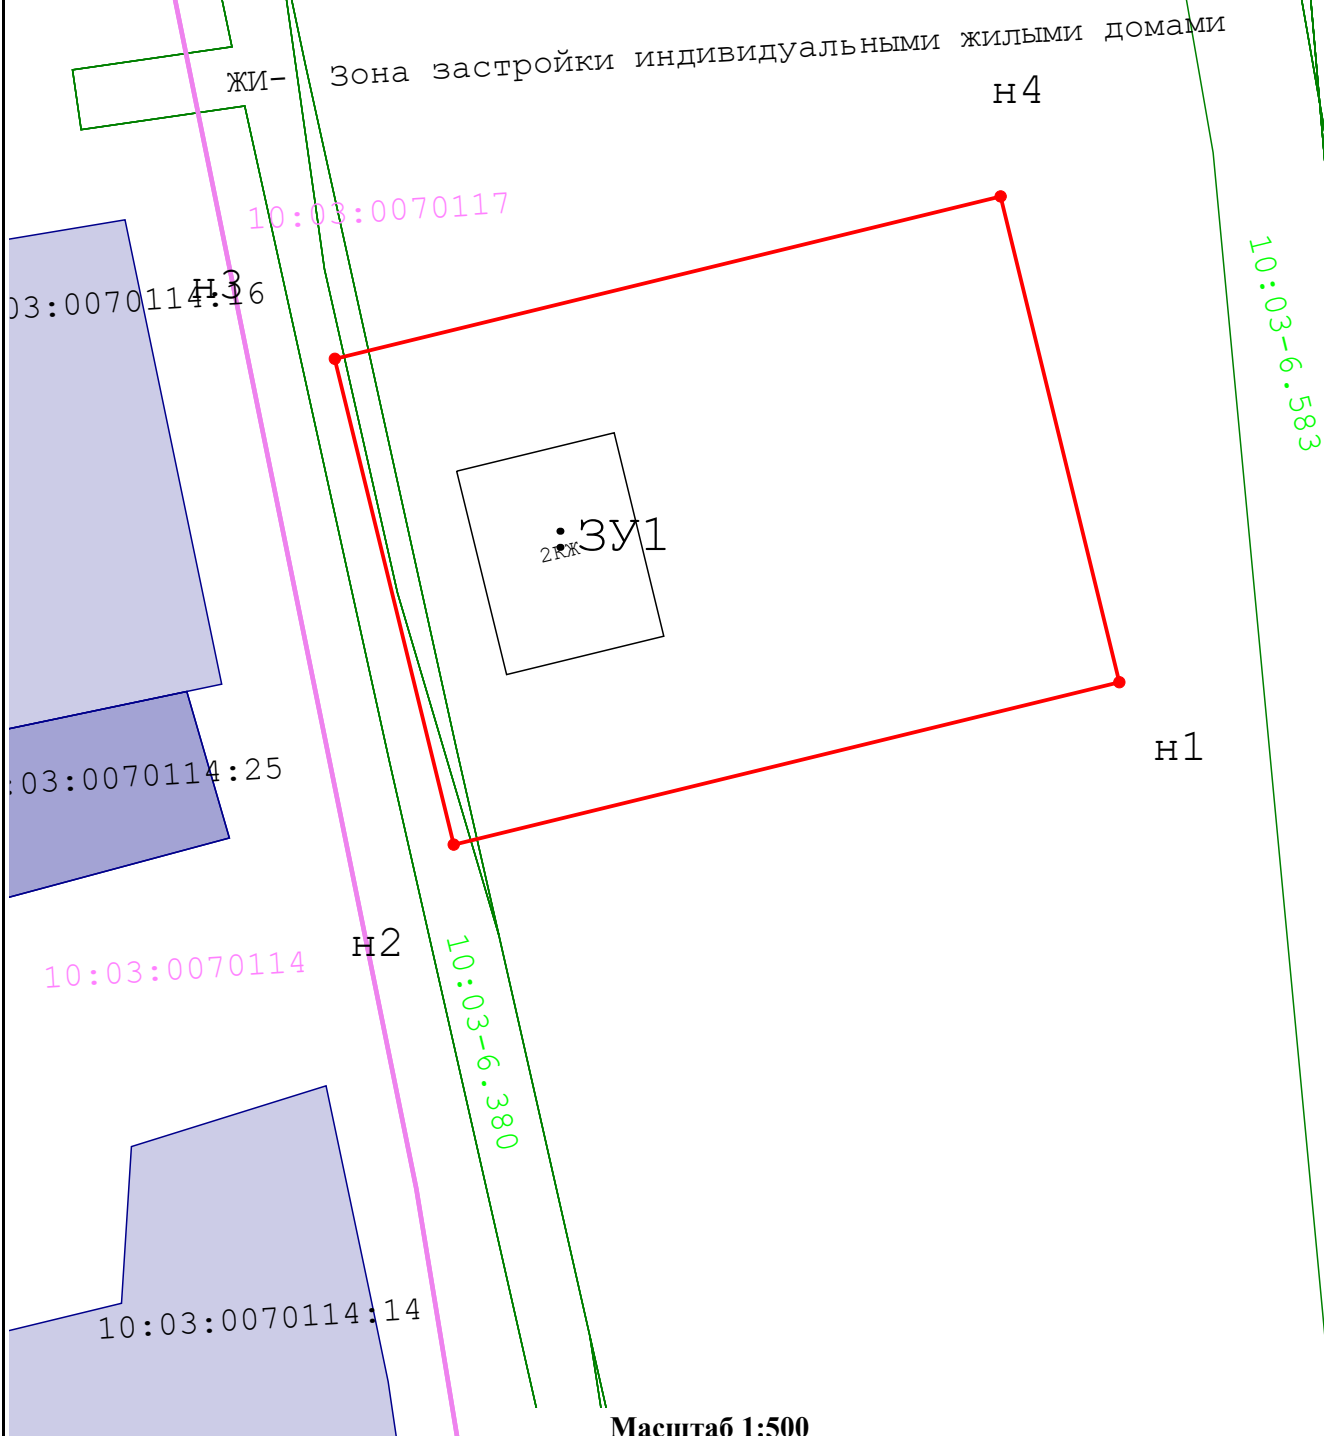 ЖИ- Зона застройки индивидуальными жилыми домами
н4
10:03:0070117
н3
03:0070114:16
10:03-6.583
:ЗУ1
2КЖ
н1
:03:0070114:25
н2
10:03:0070114
10:03-6.380
10:03:0070114:14
Масштаб 1:500